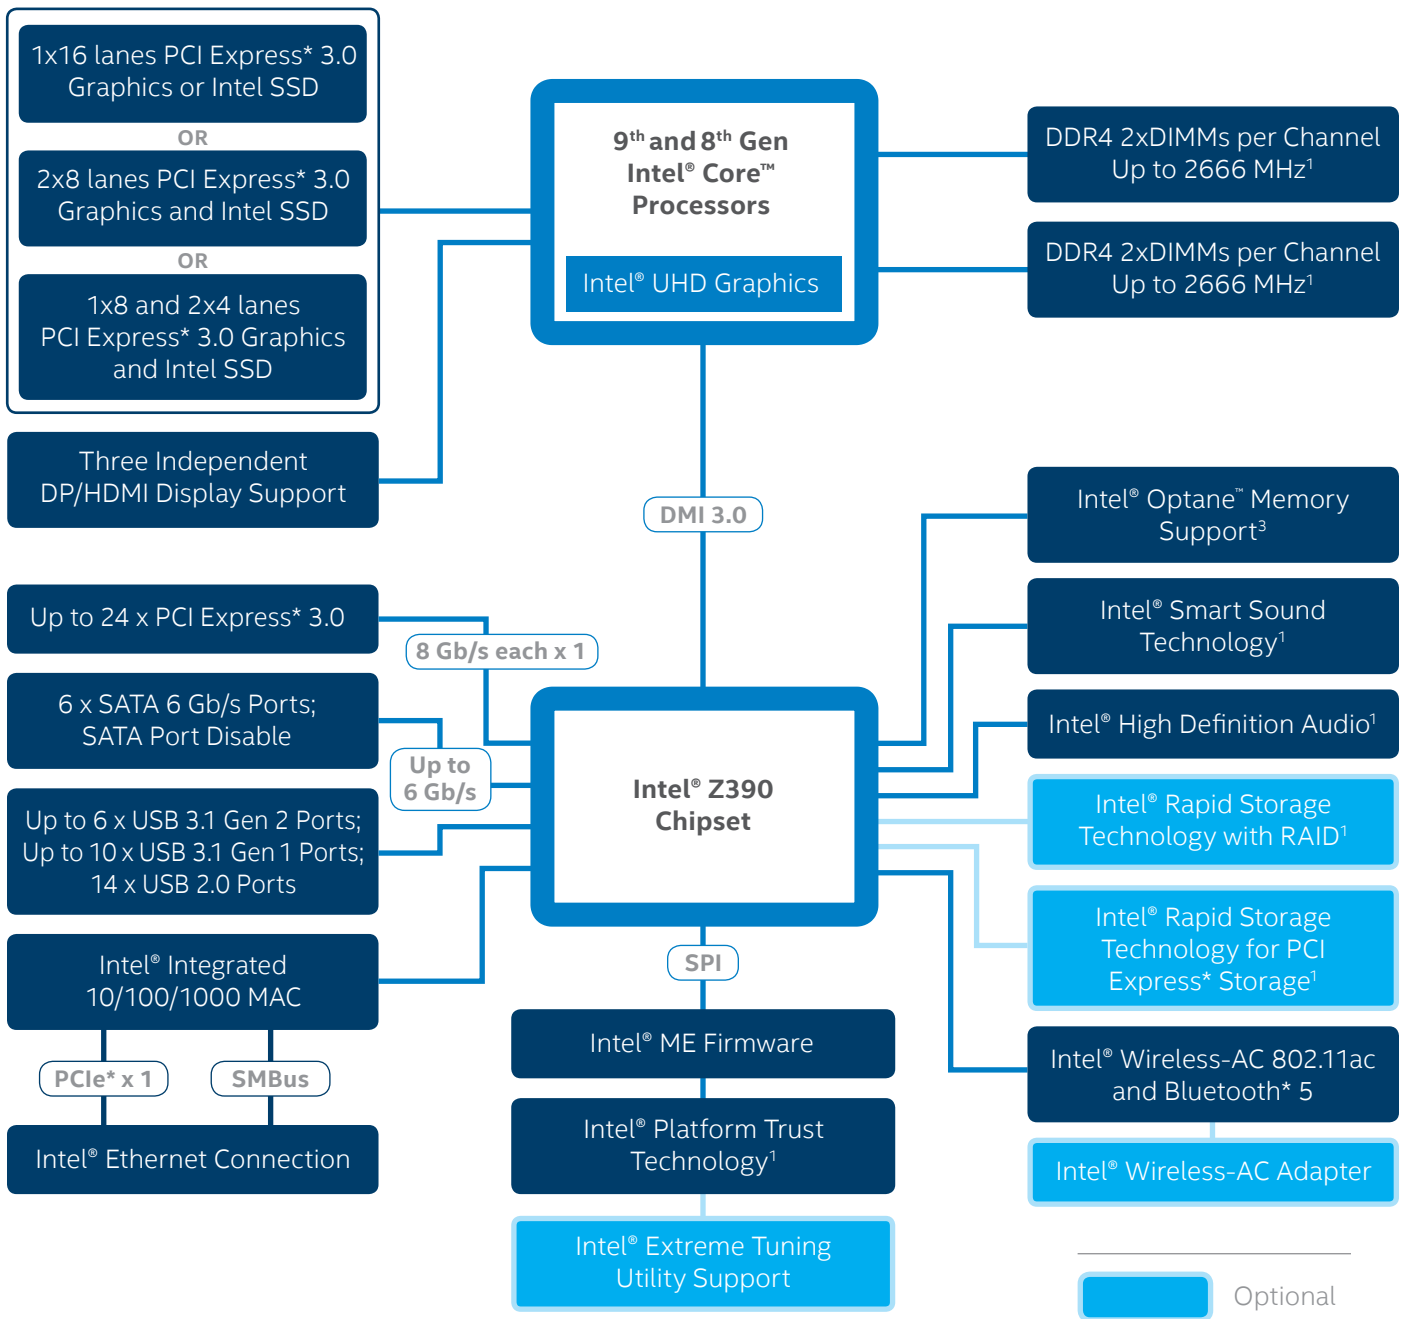 1x16 lanes PCI Express* 3.0
Graphics or Intel SSD
OR
2x8 lanes PCI Express* 3.0
Graphics and Intel SSD
OR
1x8 and 2x4 lanes
PCI Express* 3.0 Graphics
and Intel SSD
Three Independent
DP/HDMI Display Support
9th and 8th Gen
Intel® Core™
Processors
Intel® UHD Graphics
DDR4 2xDIMMs per Channel
Up to 2666 MHz¹
DDR4 2xDIMMs per Channel
Up to 2666 MHz¹
DMI 3.0
Up to 24 x PCI Express* 3.0
8 Gb/s each x 1
6 x SATA 6 Gb/s Ports;
SATA Port Disable
Up to
6 Gb/s
Up to 6 x USB 3.1 Gen 2 Ports;
Up to 10 x USB 3.1 Gen 1 Ports;
14 x USB 2.0 Ports
Intel® Integrated
10/100/1000 MAC
PCIe* x 1
SMBus
Intel® Ethernet Connection
Intel® Z390
Chipset
SPI
Intel® ME Firmware
Intel® Platform Trust
Technology¹
Intel® Extreme Tuning
Utility Support
Intel® Optane™ Memory
Support³
Intel® Smart Sound
Technology¹
Intel® High Definition Audio¹
Intel® Rapid Storage
Technology with RAID¹
Intel® Rapid Storage
Technology for PCI
Express* Storage¹
Intel® Wireless-AC 802.11ac
and Bluetooth* 5
Intel® Wireless-AC Adapter
Optional